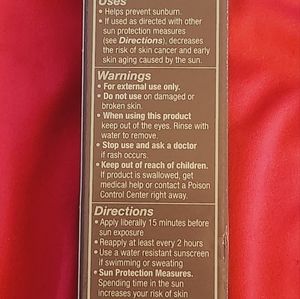 Uses
• Helps prevent sunburn.
• If used as directed with other
sun protection measures
(see Directions), decreases
the risk of skin cancer and early
skin aging caused by the sun.
Warnings
• For external use only.
• Do not use on damaged or
broken skin.
• When using this product
keep out of the eyes. Rinse with
water to remove.
• Stop use and ask a doctor
if rash occurs.
• Keep out of reach of children.
If product is swallowed, get
medical help or contact a Poison
Control Center right away.
Directions
• Apply liberally 15 minutes before
sun exposure
• Reapply at least every 2 hours
• Use a water resistant sunscreen
if swimming or sweating
• Sun Protection Measures.
Spending time in the sun
increases your risk of skin